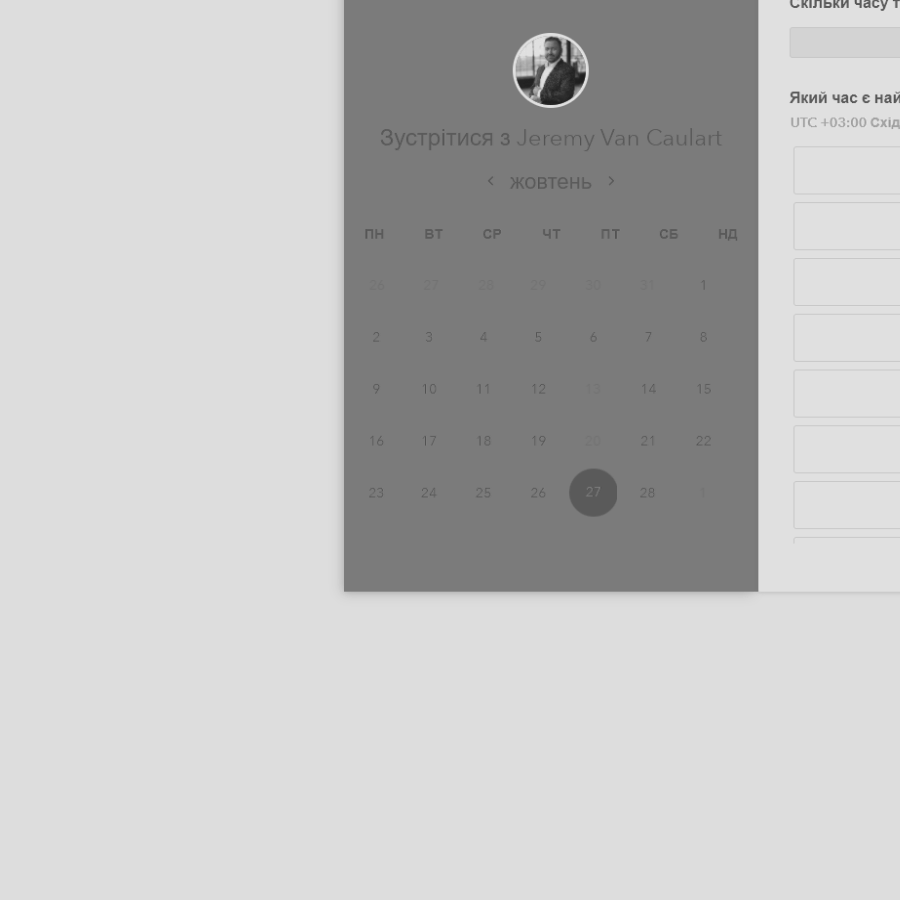 Скільки часу
Зустрітися з Jeremy Van Caulart
жовтень
ПН ВТ СР ЧТ ПТ СБ НД
26 27 28 29 30 31 1
2 3 4 5 6 7 8
9 10 11 12 13 14 15
16 17 18 19 20 21 22
23 24 25 26 27 28 1
Який час є
UTC +03:00